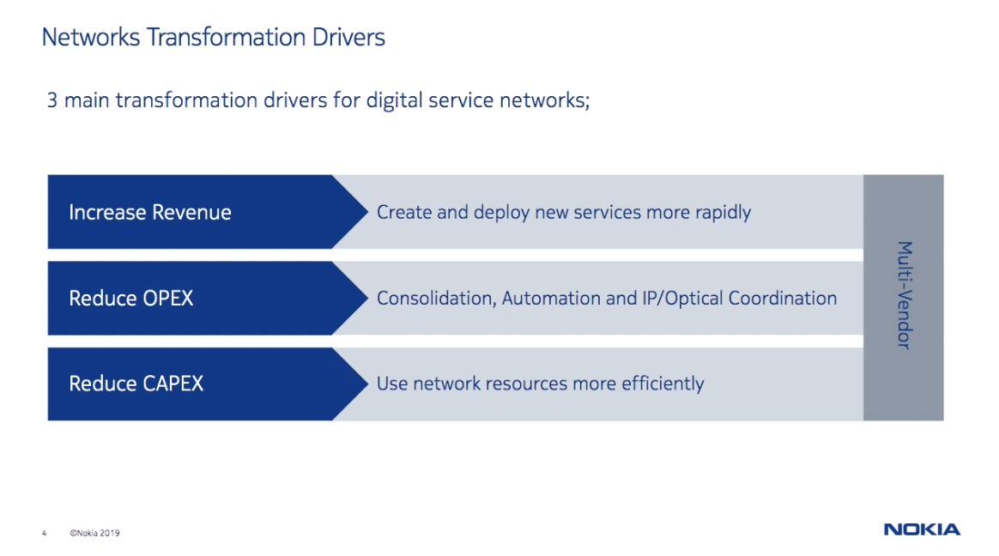 Networks Transformation Drivers
3 main transformation drivers for digital service networks;
Increase Revenue
Create and deploy new services more rapidly
Reduce OPEX
Consolidation, Automation and IP/Optical Coordination
Reduce CAPEX
Use network resources more efficiently
Multi-Vendor
4 ©Nokia 2019
NOKIA